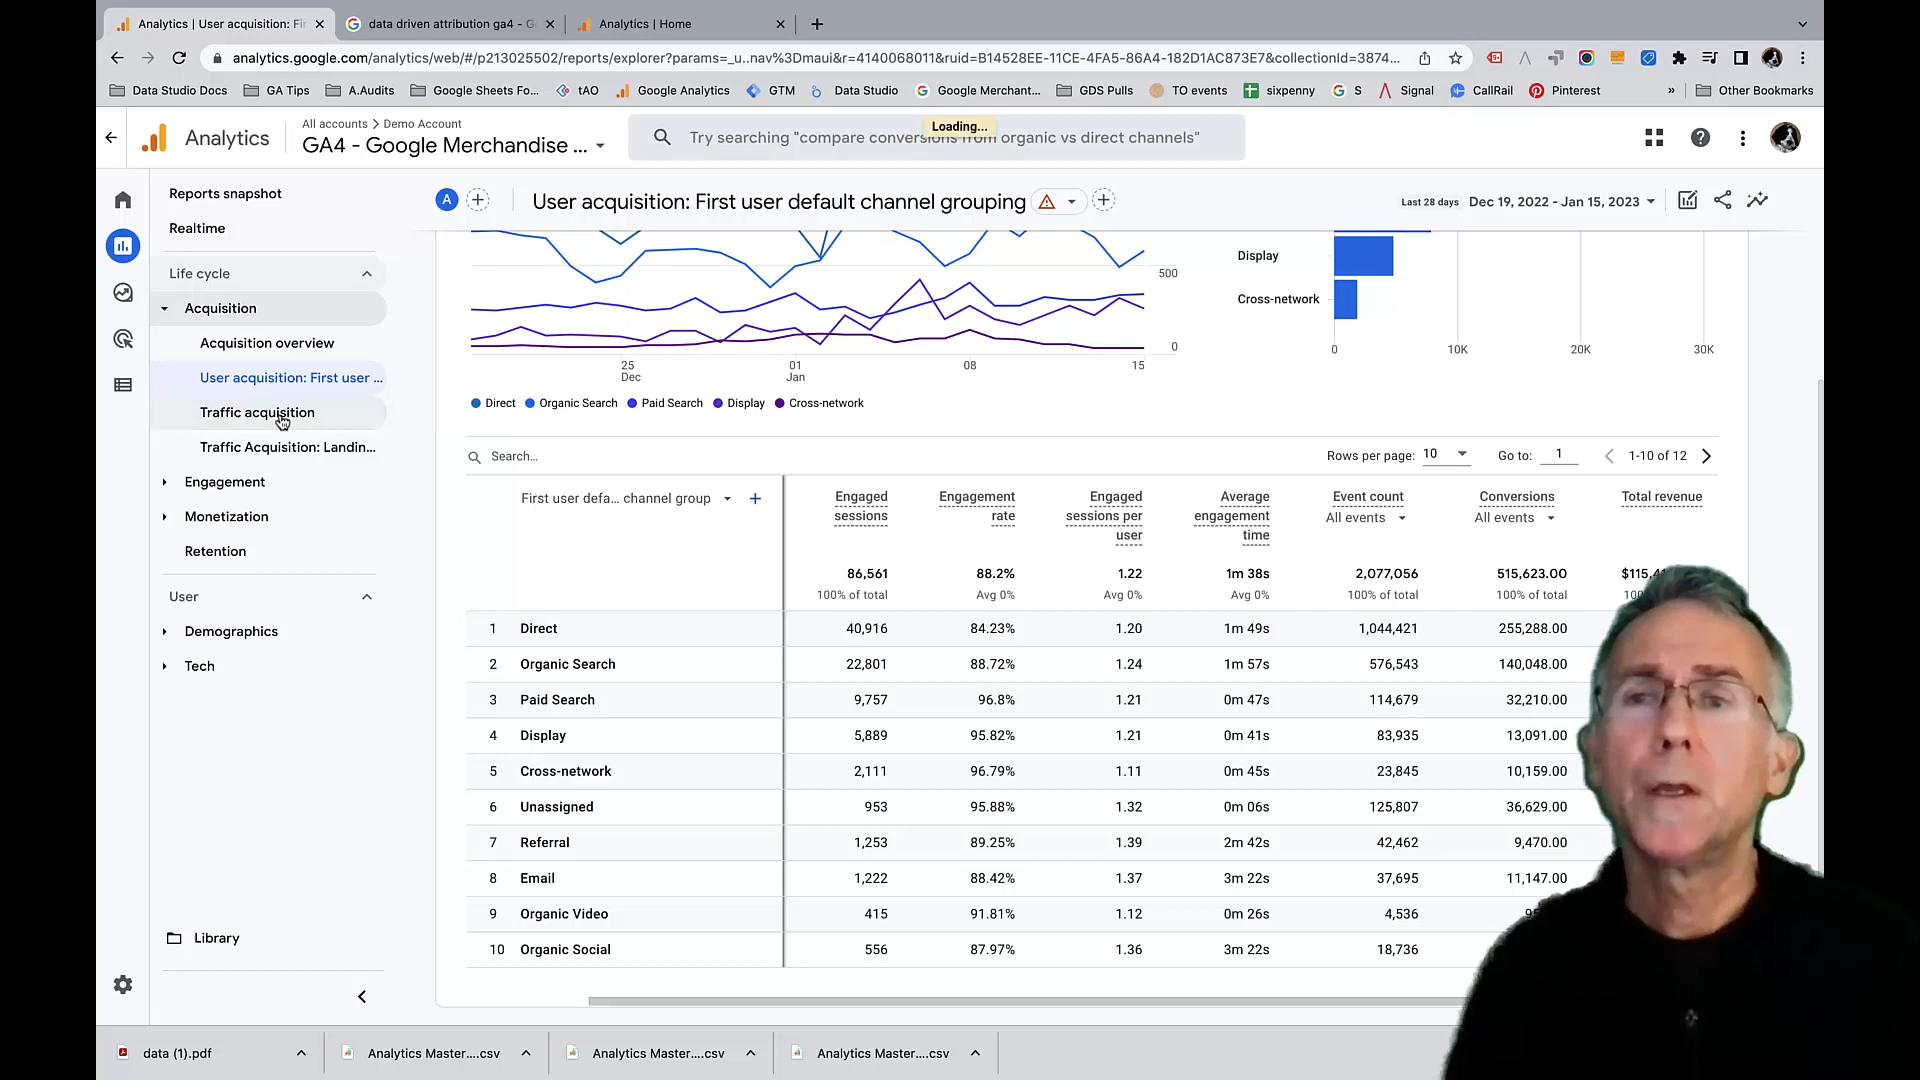 Analytics | User acquisition: Fi
data driven attribution ga4 - G
Analytics | Home
analytics.google.com/analytics/web/#/p213025502/reports/explorer?params=_u..nav%3Dmaui&r=4140068011&ruid=B14528EE-11CE-4FA5-86A4-182D1AC873E7&collectionId=3874...
Data Studio Docs
GA Tips
A.Audits
Google Sheets Fo...
tAO
Google Analytics
GTM
Data Studio
Google Merchant...
GDS Pulls
TO events
sixpenny
S
Signal
CallRail
Pinterest
»
Other Bookmarks
Analytics
All accounts > Demo Account
GA4 - Google Merchandise ...
Try searching "compare conversions from organic vs direct channels"
Loading...
Reports snapshot
Realtime
Life cycle
Acquisition
Acquisition overview
User acquisition: First user ...
Traffic acquisition
Traffic Acquisition: Landin...
Engagement
Monetization
Retention
User
Demographics
Tech
Library
A
User acquisition: First user default channel grouping
Last 28 days Dec 19, 2022 - Jan 15, 2023
500
0
25
Dec
01
Jan
08
15
Direct
Organic Search
Paid Search
Display
Cross-network
Display
Cross-network
0
10K
20K
30K
Search...
Rows per page: 10
Go to: 1
1-10 of 12
First user defa... channel group
Engaged sessions
Engagement rate
Engaged sessions per user
Average engagement time
Event count
All events
Conversions
All events
Total revenue
86,561 88.2% 1.22 1m 38s 2,077,056 515,623.00 $115,4
100% of total Avg 0% Avg 0% Avg 0% 100% of total 100% of total 100
1 Direct 40,916 84.23% 1.20 1m 49s 1,044,421 255,288.00
2 Organic Search 22,801 88.72% 1.24 1m 57s 576,543 140,048.00
3 Paid Search 9,757 96.8% 1.21 0m 47s 114,679 32,210.00
4 Display 5,889 95.82% 1.21 0m 41s 83,935 13,091.00
5 Cross-network 2,111 96.79% 1.11 0m 45s 23,845 10,159.00
6 Unassigned 953 95.88% 1.32 0m 06s 125,807 36,629.00
7 Referral 1,253 89.25% 1.39 2m 42s 42,462 9,470.00
8 Email 1,222 88.42% 1.37 3m 22s 37,695 11,147.00
9 Organic Video 415 91.81% 1.12 0m 26s 4,536
10 Organic Social 556 87.97% 1.36 3m 22s 18,736
data (1).pdf
Analytics Master....csv
Analytics Master....csv
Analytics Master....csv